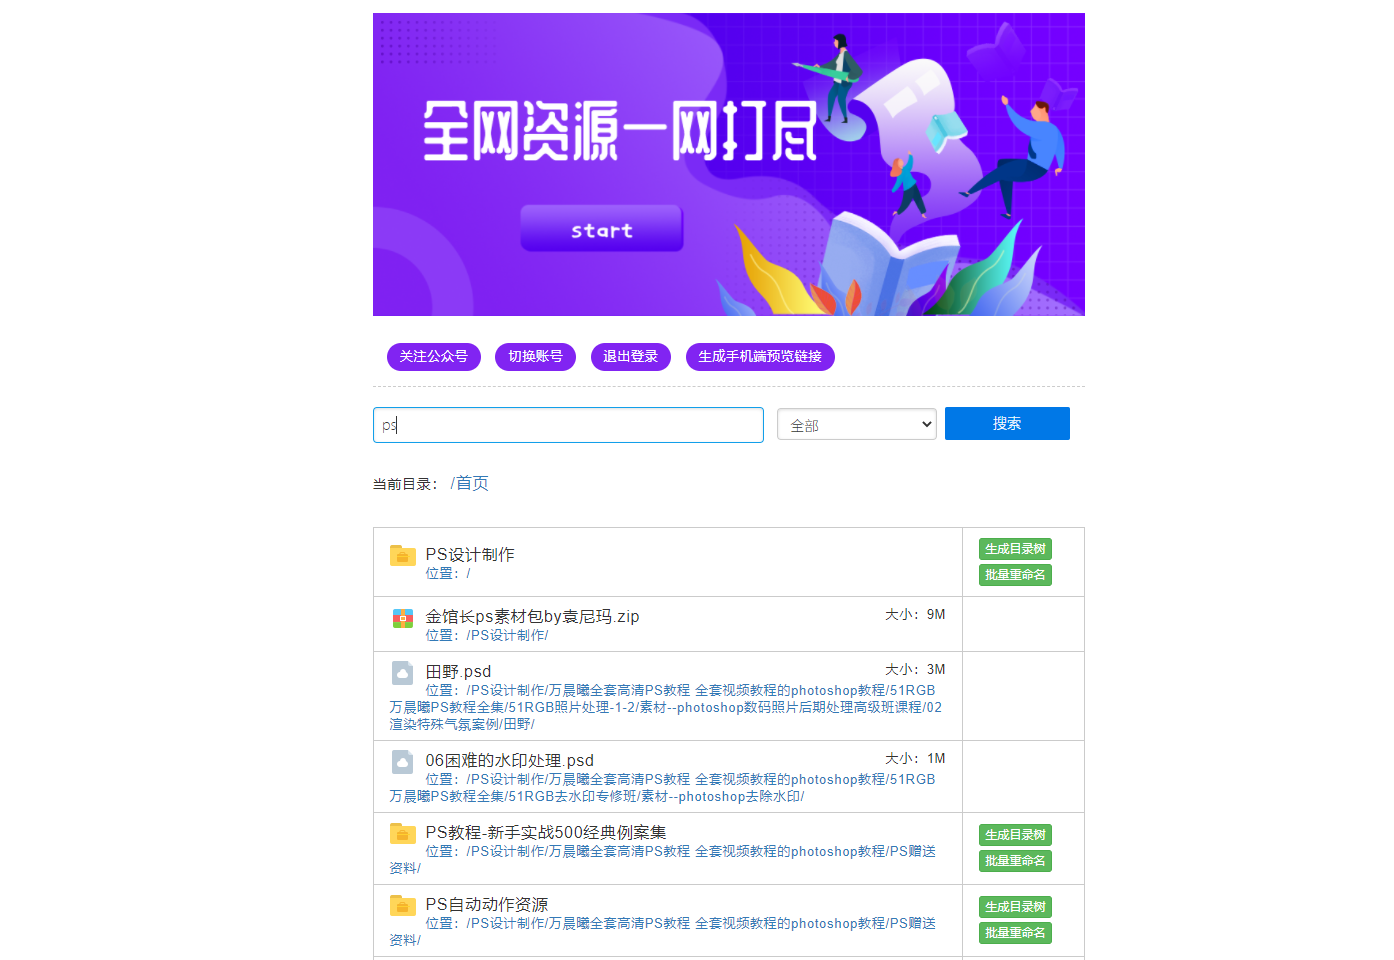 全网资源一网打尽
start
关注公众号 切换账号 退出登录 生成手机端预览链接
ps 全部 搜索
当前目录： /首页
PS设计制作
位置：/
生成目录树
批量重命名
金馆长ps素材包by袁尼玛.zip 大小：9M
位置：/PS设计制作/
田野.psd 大小：3M
位置：/PS设计制作/万晨曦全套高清PS教程 全套视频教程的photoshop教程/51RGB
万晨曦PS教程全集/51RGB照片处理-1-2/素材--photoshop数码照片后期处理高级班课程/02
渲染特殊气氛案例/田野/
06困难的水印处理.psd 大小：1M
位置：/PS设计制作/万晨曦全套高清PS教程 全套视频教程的photoshop教程/51RGB
万晨曦PS教程全集/51RGB去水印专修班/素材--photoshop去除水印/
PS教程-新手实战500经典例案集
位置：/PS设计制作/万晨曦全套高清PS教程 全套视频教程的photoshop教程/PS赠送
资料/
生成目录树
批量重命名
PS自动动作资源
位置：/PS设计制作/万晨曦全套高清PS教程 全套视频教程的photoshop教程/PS赠送
资料/
生成目录树
批量重命名